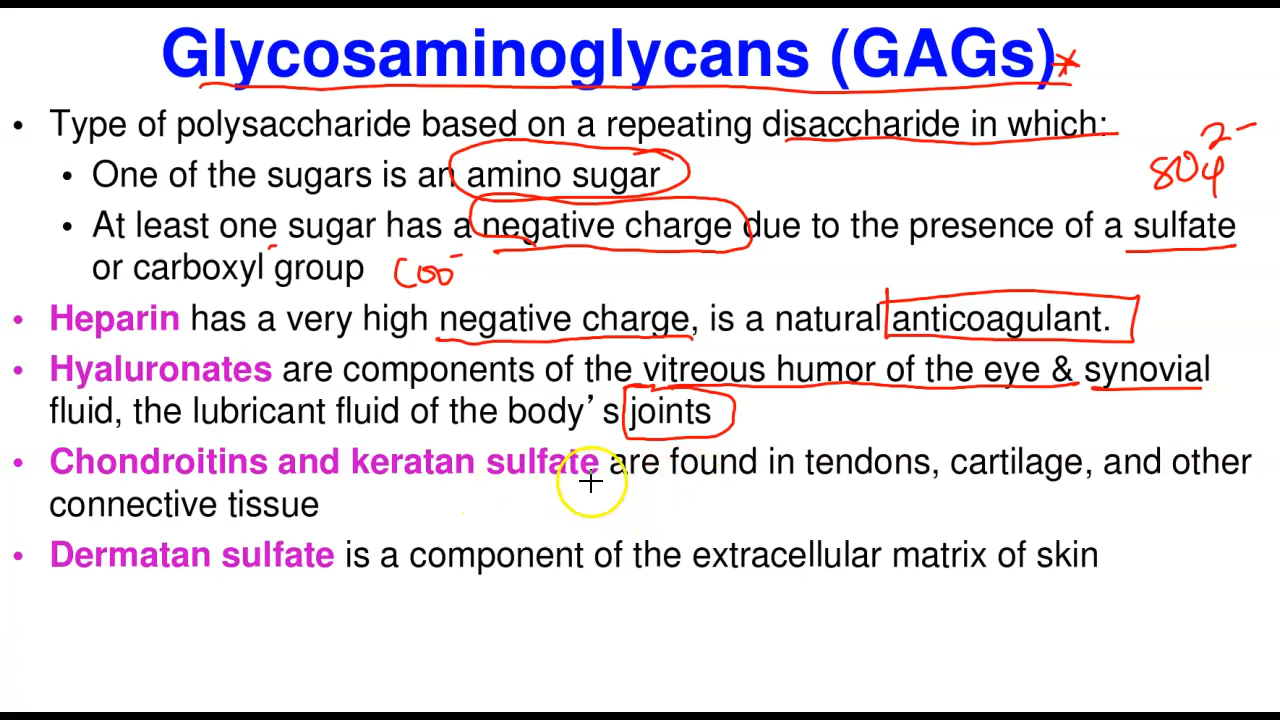 Glycosaminoglycans (GAGs)*
• Type of polysaccharide based on a repeating disaccharide in which:
• One of the sugars is an amino sugar
SO4 2-
• At least one sugar has a negative charge due to the presence of a sulfate
or carboxyl group COO-
• Heparin has a very high negative charge, is a natural anticoagulant.
• Hyaluronates are components of the vitreous humor of the eye & synovial
fluid, the lubricant fluid of the body’s joints
• Chondroitins and keratan sulfate are found in tendons, cartilage, and other
connective tissue
• Dermatan sulfate is a component of the extracellular matrix of skin